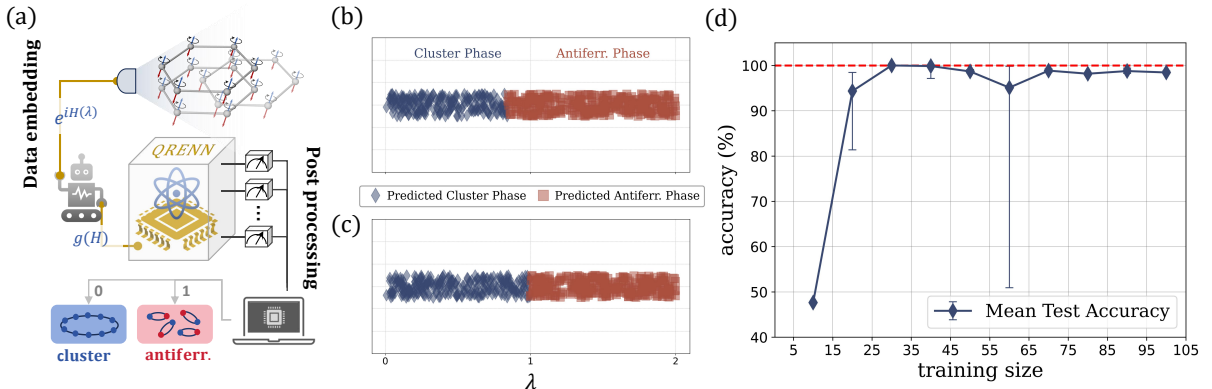 (a)
Data embedding
e^{iH(λ)}
g(H)
QRENN
Post processing
0
1
cluster
antiferr.
(b)
Cluster Phase
Antiferr. Phase
Predicted Cluster Phase
Predicted Antiferr. Phase
(c)
0
1
2
λ
(d)
accuracy (%)
100
90
80
70
60
50
40
Mean Test Accuracy
5 15 25 35 45 55 65 75 85 95 105
training size